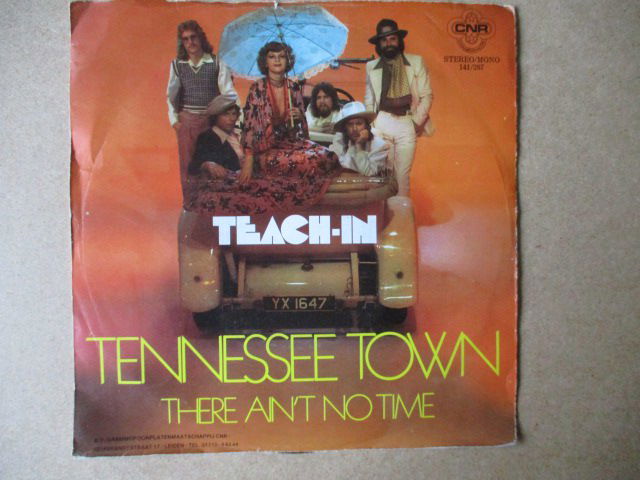 CNR
STEREO/MONO
141/287
TEACH-IN
YX 1647
TENNESSEE TOWN
THERE AIN'T NO TIME